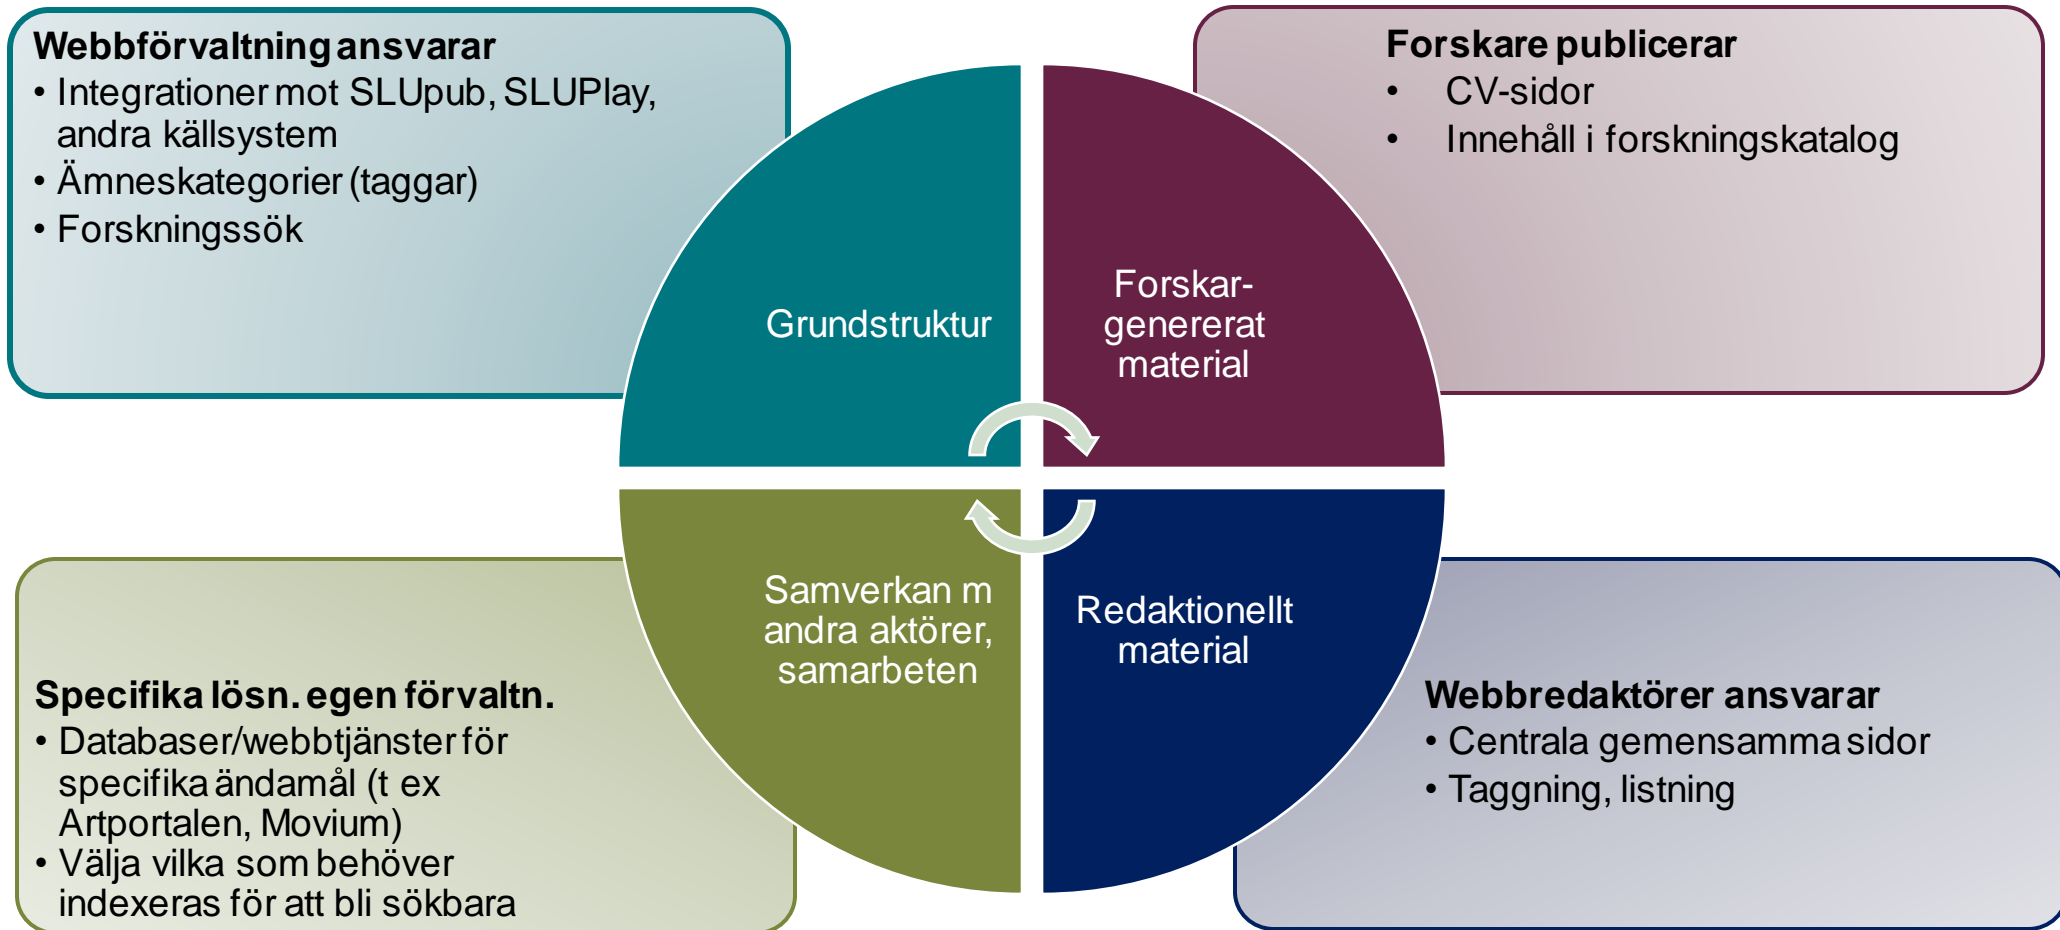 Webbförvaltning ansvarar
• Integrationer mot SLUpub, SLUPlay,
andra källsystem
• Ämneskategorier (taggar)
• Forskningssök
Forskare publicerar
• CV-sidor
• Innehåll i forskningskatalog
Grundstruktur
Forskar-
genererat
material
Samverkan m
andra aktörer,
samarbeten
Redaktionellt
material
Specifika lösn. egen förvaltn.
• Databaser/webbtjänster för
specifika ändamål (t ex
Artportalen, Movium)
• Välja vilka som behöver
indexeras för att bli sökbara
Webbredaktörer ansvarar
• Centrala gemensamma sidor
• Taggning, listning